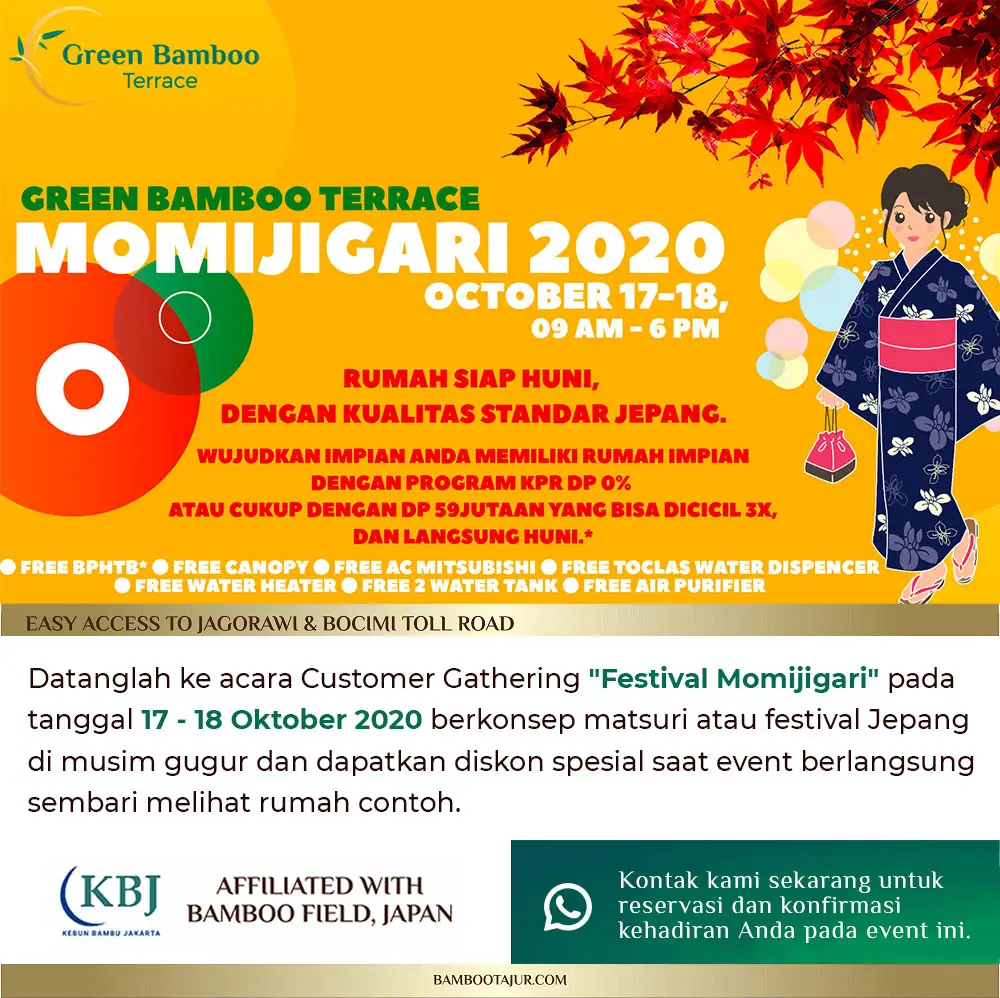 Green Bamboo
Terrace
GREEN BAMBOO TERRACE
MOMIJIGARI 2020
OCTOBER 17-18,
09 AM - 6 PM
RUMAH SIAP HUNI,
DENGAN KUALITAS STANDAR JEPANG.
WUJUDKAN IMPIAN ANDA MEMILIKI RUMAH IMPIAN
DENGAN PROGRAM KPR DP 0%
ATAU CUKUP DENGAN DP 59JUTAAN YANG BISA DICICIL 3X,
DAN LANGSUNG HUNI.*
● FREE BPHTB* ● FREE CANOPY ● FREE AC MITSUBISHI ● FREE TOCLAS WATER DISPENCER
● FREE WATER HEATER ● FREE 2 WATER TANK ● FREE AIR PURIFIER
EASY ACCESS TO JAGORAWI & BOCIMI TOLL ROAD
Datanglah ke acara Customer Gathering "Festival Momijigari" pada
tanggal 17 - 18 Oktober 2020 berkonsep matsuri atau festival Jepang
di musim gugur dan dapatkan diskon spesial saat event berlangsung
sembari melihat rumah contoh.
KBJ
KEBUN BAMBU JAKARTA
AFFILIATED WITH
BAMBOO FIELD, JAPAN
Kontak kami sekarang untuk
reservasi dan konfirmasi
kehadiran Anda pada event ini.
BAMBOOTAJUR.COM